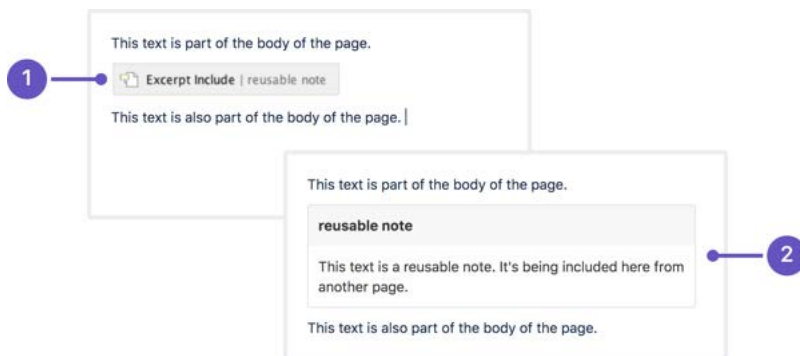 This text is part of the body of the page.
1
Excerpt Include | reusable note
This text is also part of the body of the page.
This text is part of the body of the page.
reusable note
2
This text is a reusable note. It's being included here from
another page.
This text is also part of the body of the page.